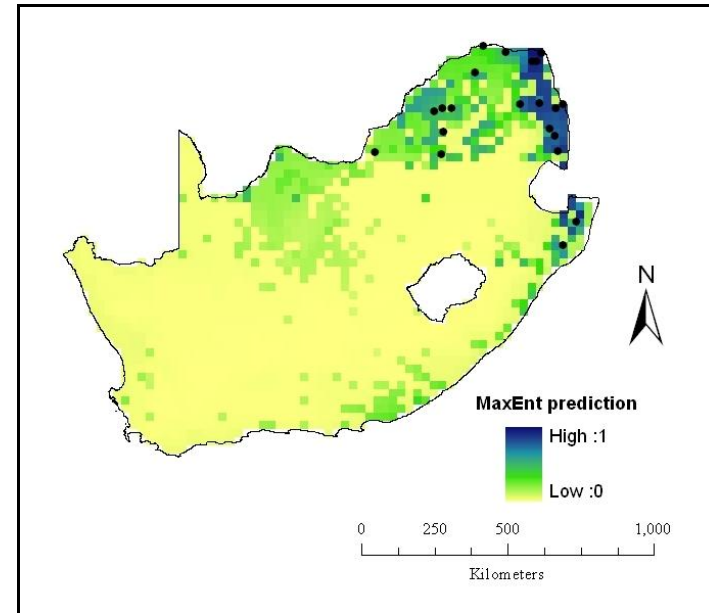 N
MaxEnt prediction
High :1
Low :0
0 250 500 1,000
Kilometers